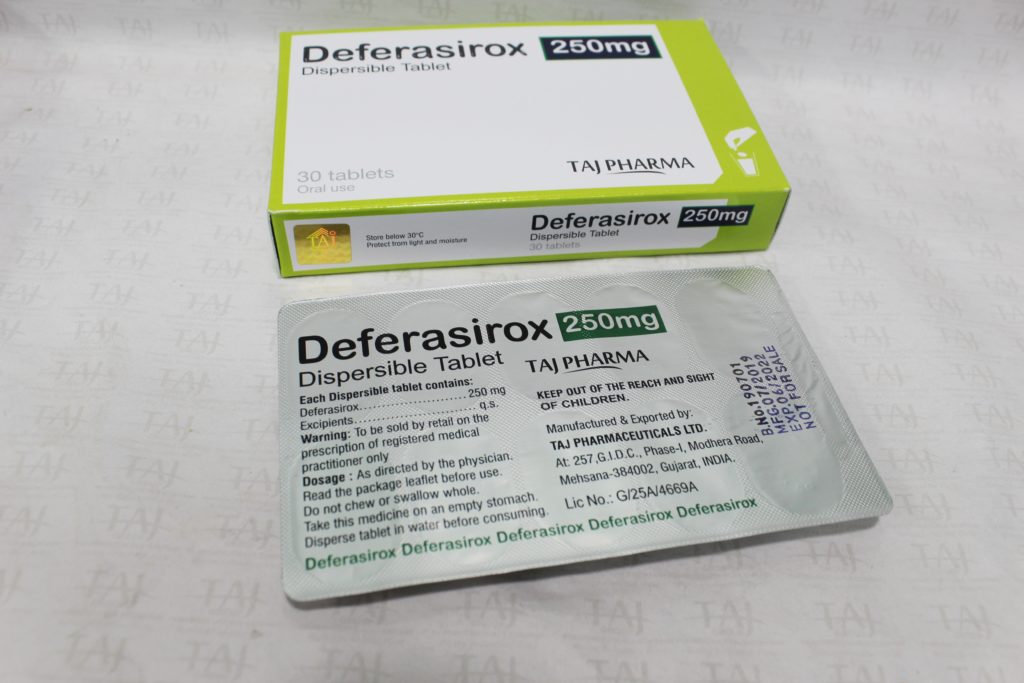 Deferasirox 250mg
Dispersible Tablet
30 tablets
Oral use
TAJ PHARMA
TAJ
Store below 30°C
Protect from light and moisture
Deferasirox 250mg
Dispersible Tablet
30 tablets
Deferasirox 250mg
Dispersible Tablet
TAJ PHARMA
Each Dispersible tablet contains:
Deferasirox........................250 mg
Excipients...........................q.s.
Warning: To be sold by retail on the
prescription of registered medical
practitioner only
Dosage : As directed by the physician.
Read the package leaflet before use.
Do not chew or swallow whole.
Take this medicine on an empty stomach.
Disperse tablet in water before consuming.
KEEP OUT OF THE REACH AND SIGHT
OF CHILDREN.
Manufactured & Exported by:
TAJ PHARMACEUTICALS LTD.
At: 257,G.I.D.C., Phase-I, Modhera Road,
Mehsana-384002, Gujarat, INDIA.
Lic No.: G/25A/4669A
Deferasirox Deferasirox Deferasirox Deferasirox Deferasirox
B.No.1907019
MFG.07/2019
EXP.06/2022
NOT FOR SALE